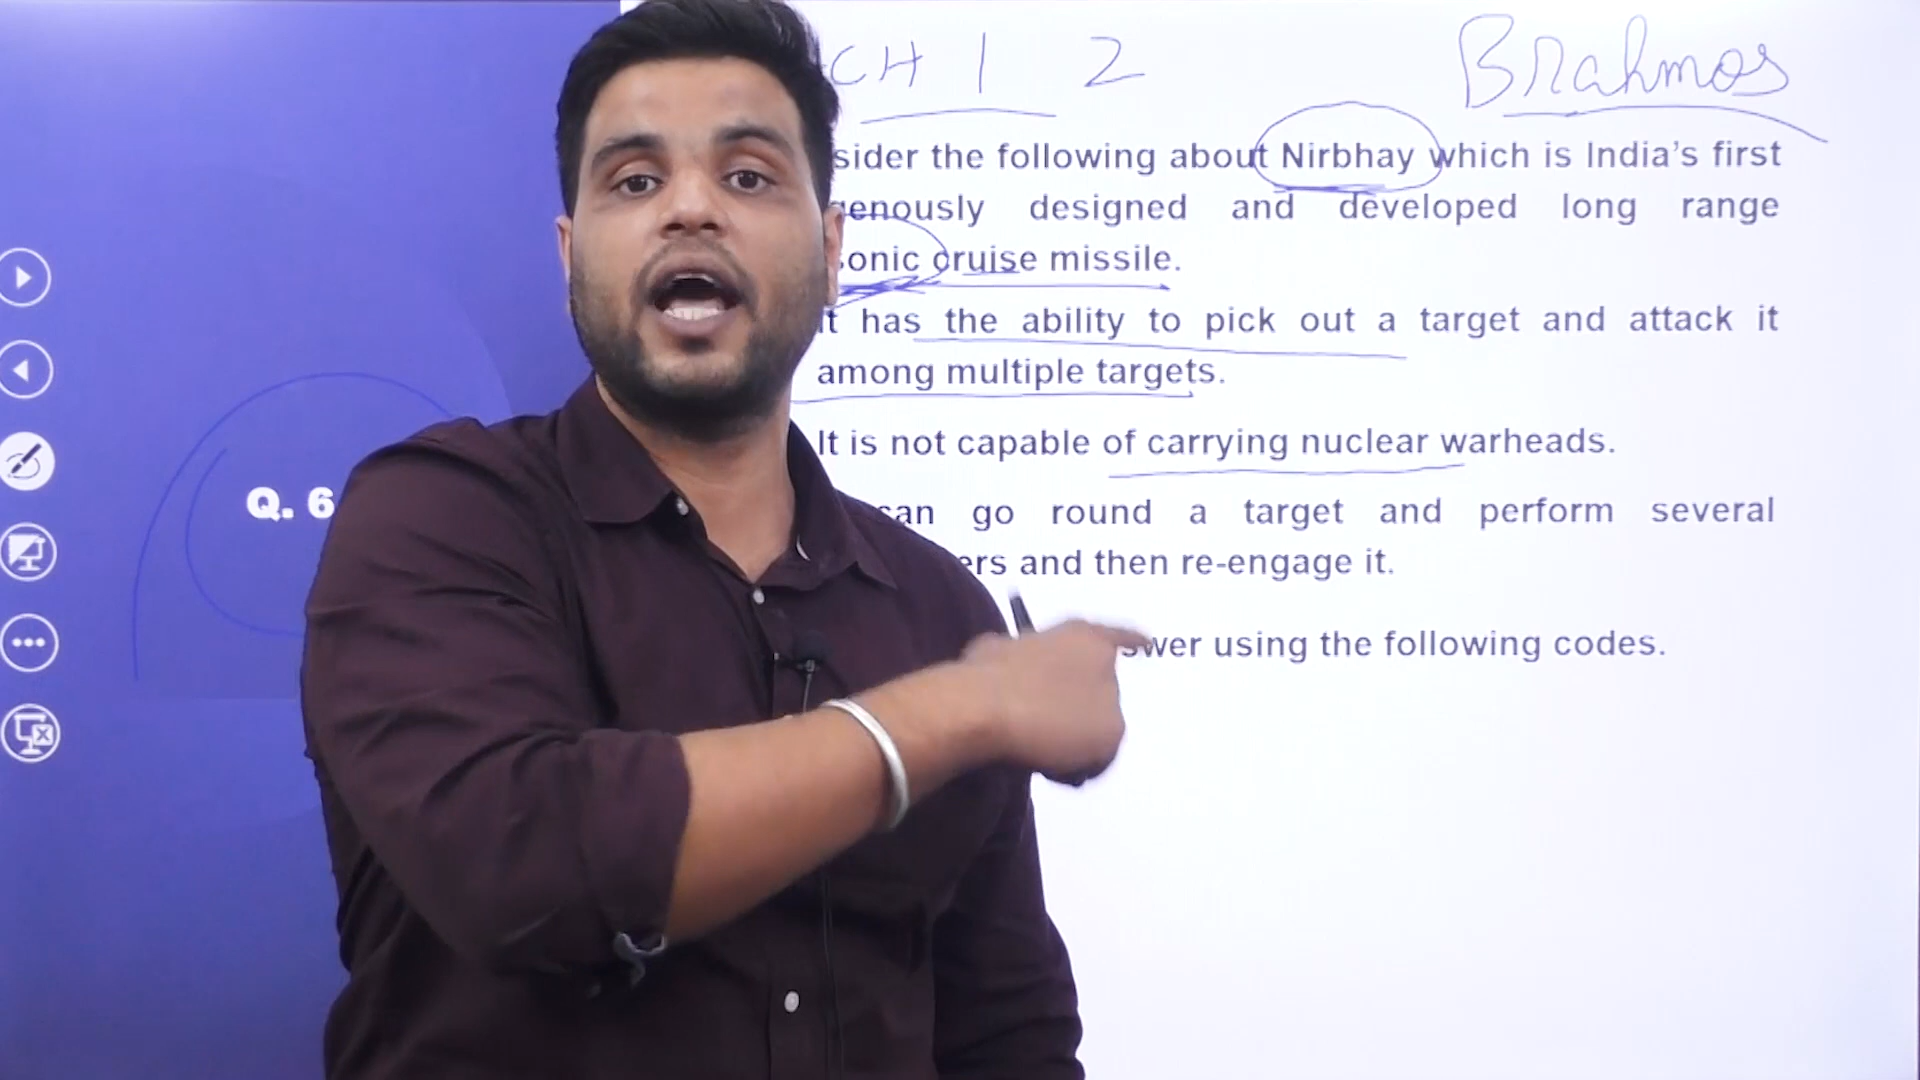 CH 1 2
Brahmos
sider the following about Nirbhay which is India's first
genously designed and developed long range
sonic cruise missile.
It has the ability to pick out a target and attack it
among multiple targets.
It is not capable of carrying nuclear warheads.
can go round a target and perform several
ers and then re-engage it.
swer using the following codes.
Q. 6